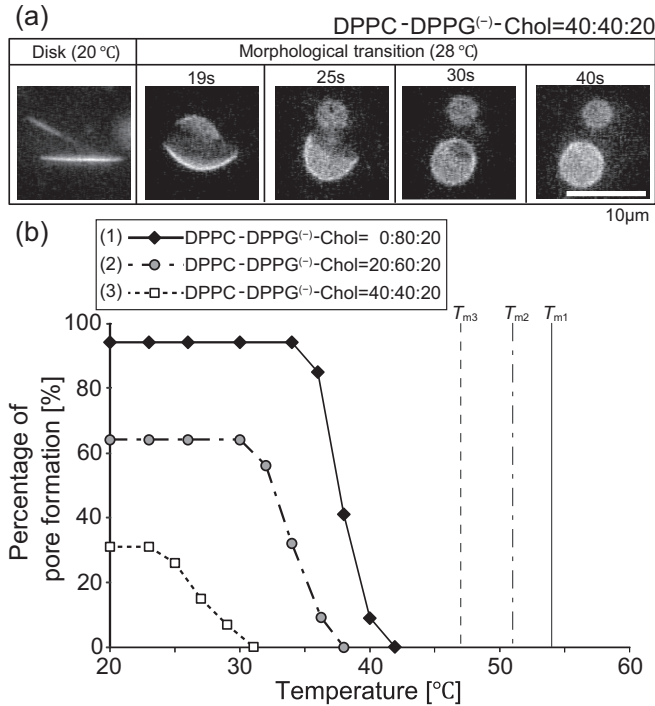 (a)
DPPC-DPPG(−)-Chol=40:40:20
Disk (20 ℃) Morphological transition (28 ℃)
19s 25s 30s 40s
10μm
(b)
(1) DPPC-DPPG(−)-Chol= 0:80:20
(2) DPPC-DPPG(−)-Chol=20:60:20
(3) DPPC-DPPG(−)-Chol=40:40:20
Tm3 Tm2 Tm1
100
80
60
40
20
0
Percentage of
pore formation [%]
20 30 40 50 60
Temperature [℃]